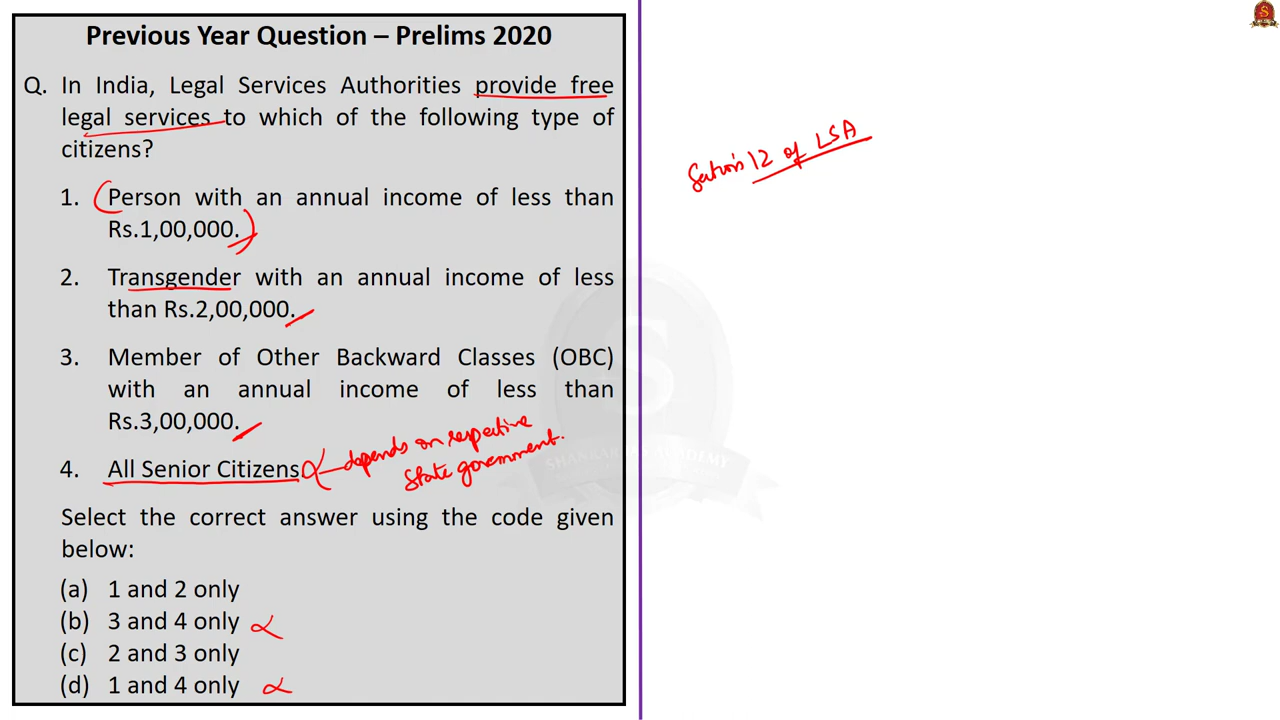 Previous Year Question – Prelims 2020
Q. In India, Legal Services Authorities provide free
legal services to which of the following type of
citizens?
1. Person with an annual income of less than
Rs.1,00,000.
2. Transgender with an annual income of less
than Rs.2,00,000.
3. Member of Other Backward Classes (OBC)
with an annual income of less than
Rs.3,00,000.
4. All Senior Citizens.
depends on respective
State government.
Select the correct answer using the code given
below:
(a) 1 and 2 only
(b) 3 and 4 only
(c) 2 and 3 only
(d) 1 and 4 only
Section 12 of LSA